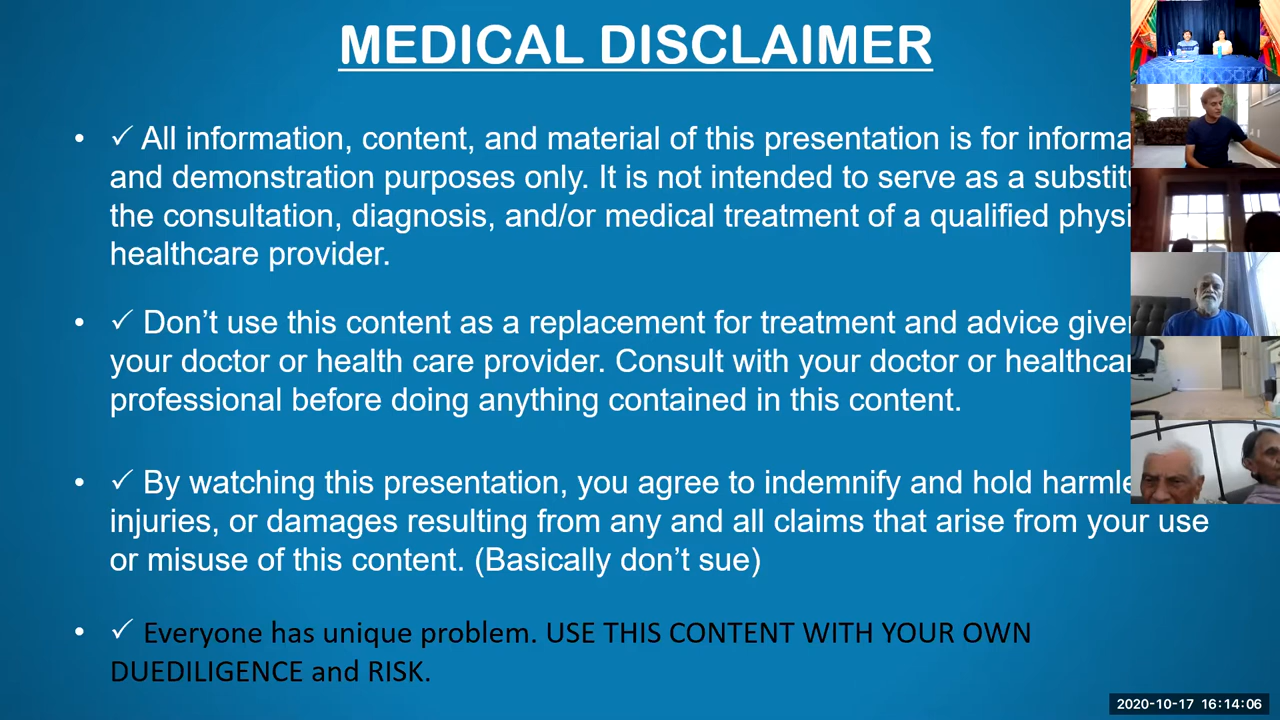 MEDICAL DISCLAIMER
• ✓ All information, content, and material of this presentation is for
and demonstration purposes only. It is not intended to serve as a
the consultation, diagnosis, and/or medical treatment of a qualified
healthcare provider.
• ✓ Don’t use this content as a replacement for treatment and advice
your doctor or health care provider. Consult with your doctor or
professional before doing anything contained in this content.
• ✓ By watching this presentation, you agree to indemnify and hold
injuries, or damages resulting from any and all claims that arise from your use
or misuse of this content. (Basically don’t sue)
• ✓ Everyone has unique problem. USE THIS CONTENT WITH YOUR OWN
DUEDILIGENCE and RISK.
2020-10-17 16:14:06